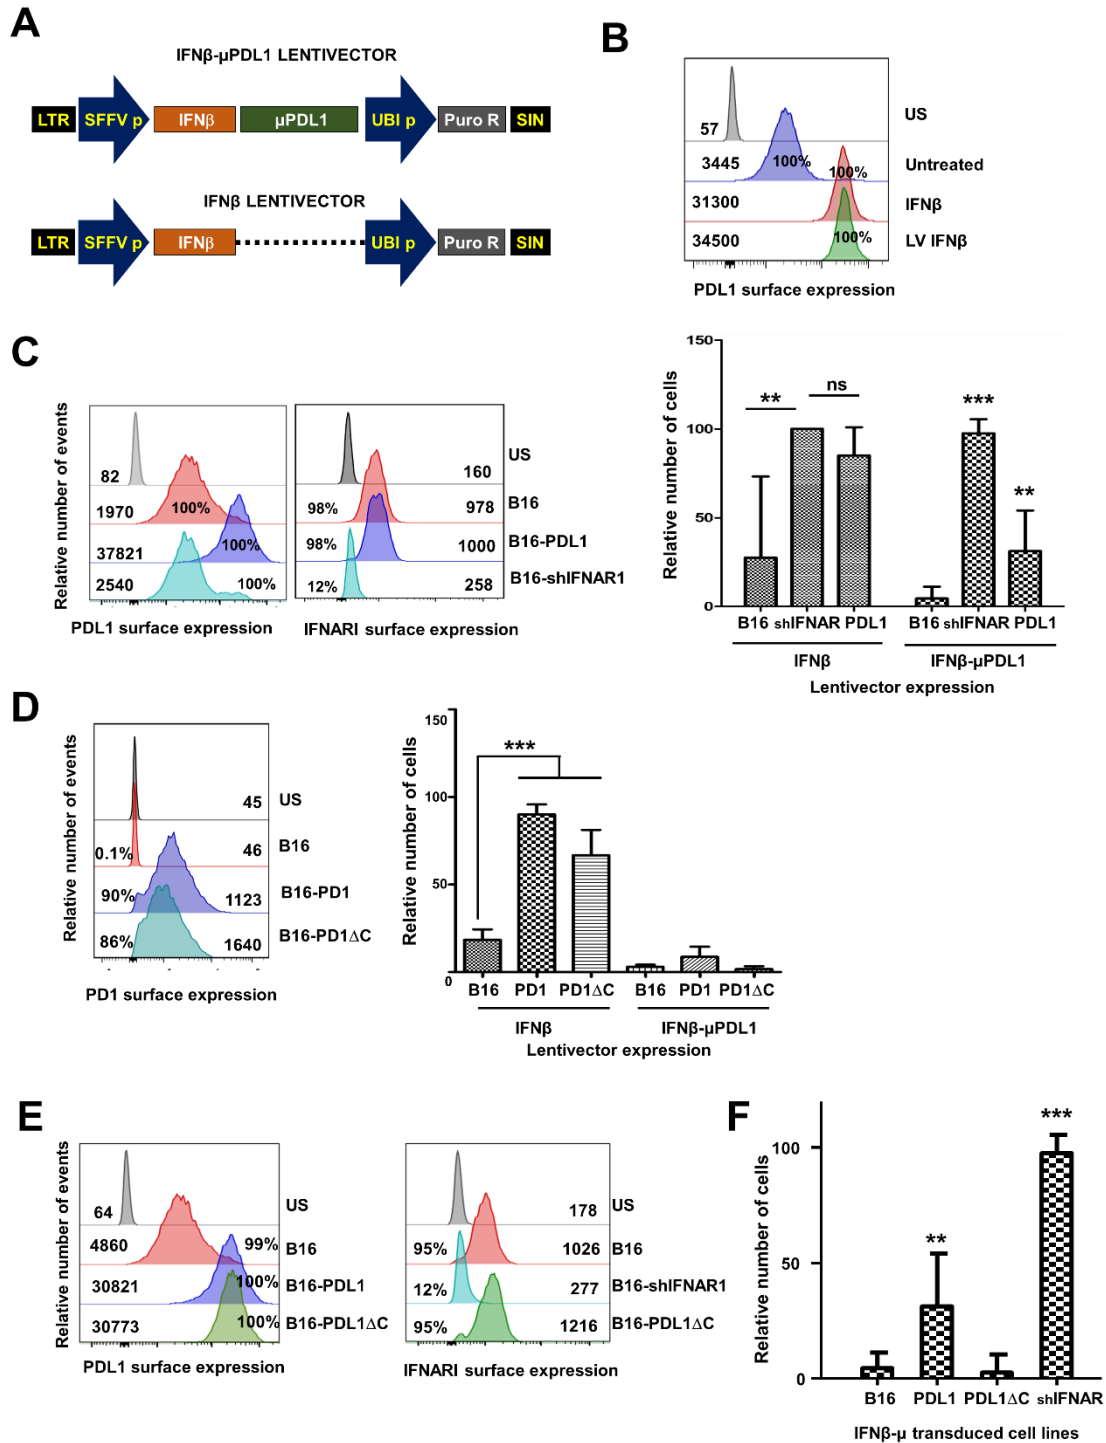 A
IFNβ-µPDL1 LENTIVECTOR
LTR SFFV p IFNβ µPDL1 UBI p Puro R SIN
IFNβ LENTIVECTOR
LTR SFFV p IFNβ UBI p Puro R SIN
B
57 US
3445 100% 100% Untreated
31300 IFNβ
34500 100% LV IFNβ
PDL1 surface expression
C
Relative number of events
82
1970 100%
37821 100%
2540 100%
PDL1 surface expression
160 US
98% 978 B16
98% 1000 B16-PDL1
12% 258 B16-shIFNAR1
IFNARI surface expression
Relative number of cells
150
100
50
0
** ns *** **
B16 shIFNAR PDL1 B16 shIFNAR PDL1
IFNβ IFNβ-µPDL1
Lentivector expression
D
Relative number of events
45 US
0.1% 46 B16
90% 1123 B16-PD1
86% 1640 B16-PD1ΔC
PD1 surface expression
Relative number of cells
150
100
50
0
***
B16 PD1 PD1ΔC B16 PD1 PD1ΔC
IFNβ IFNβ-µPDL1
Lentivector expression
E
Relative number of events
64 US
4860 99% B16
30821 100% B16-PDL1
30773 100% B16-PDL1ΔC
PDL1 surface expression
178 US
95% 1026 B16
12% 277 B16-shIFNAR1
95% 1216 B16-PDL1ΔC
IFNARI surface expression
F
Relative number of cells
100
50
0
** ***
B16 PDL1 PDL1ΔC shIFNAR
IFNβ-µ transduced cell lines